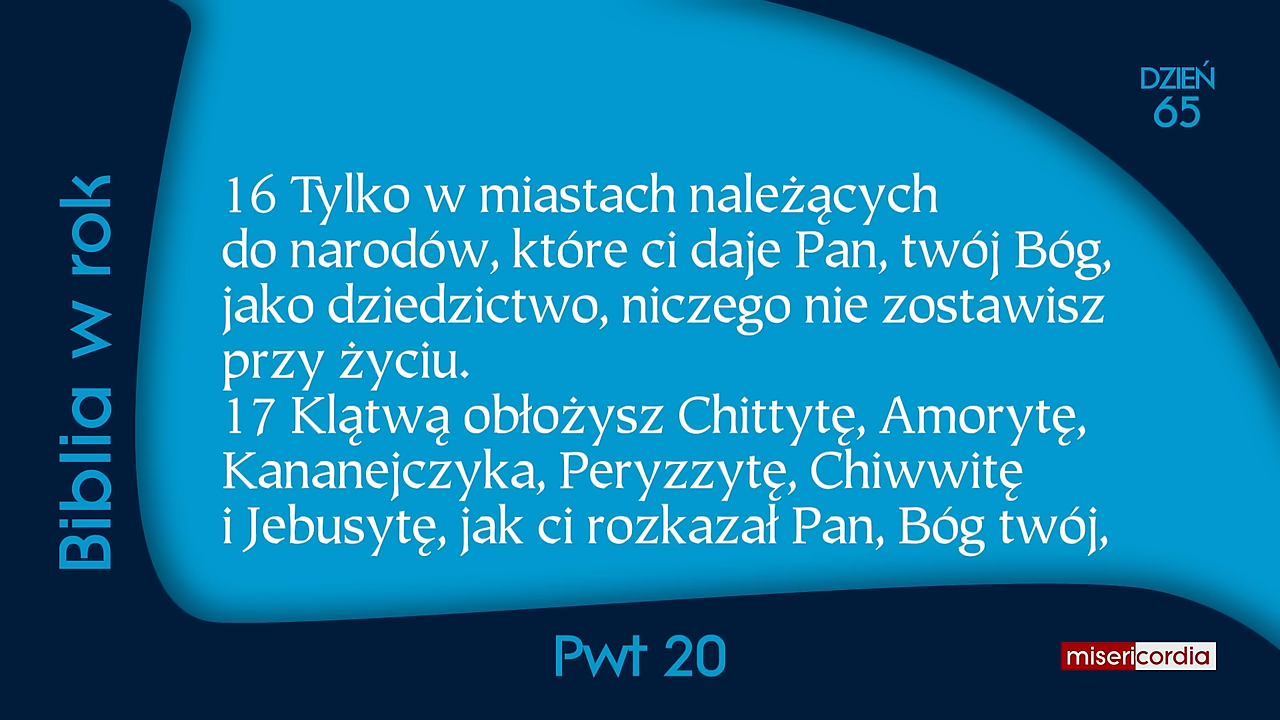 DZIEŃ
65
Biblia w rok
16 Tylko w miastach należących
do narodów, które ci daje Pan, twój Bóg,
jako dziedzictwo, niczego nie zostawisz
przy życiu.
17 Klątwą obłożysz Chittytę, Amorytę,
Kananejczyka, Peryzzytę, Chiwwitę
i Jebusytę, jak ci rozkazał Pan, Bóg twój,
Pwt 20
misericordia